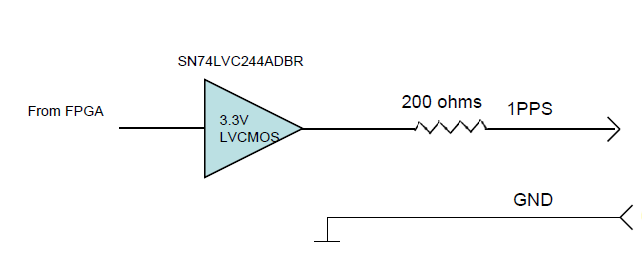 SN74LVC244ADBR
From FPGA
3.3V
LVCMOS
200 ohms
1PPS
GND